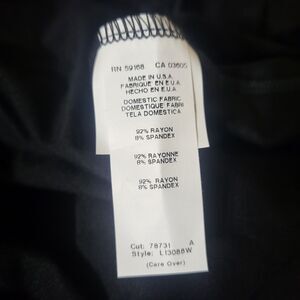 RN 59168 CA 03605
MADE IN U.S.A.
FABRIQUÉ EN E.U.A.
HECHO EN E.U.A.
DOMESTIC FABRIC
DOMESTIQUE FABRI
TELA DOMESTICA
92% RAYON
8% SPANDEX
92% RAYONNE
8% SPANDEX
92% RAYON
8% SPANDEX
Cut: 78731 A
Style: L13088W
(Care Over)